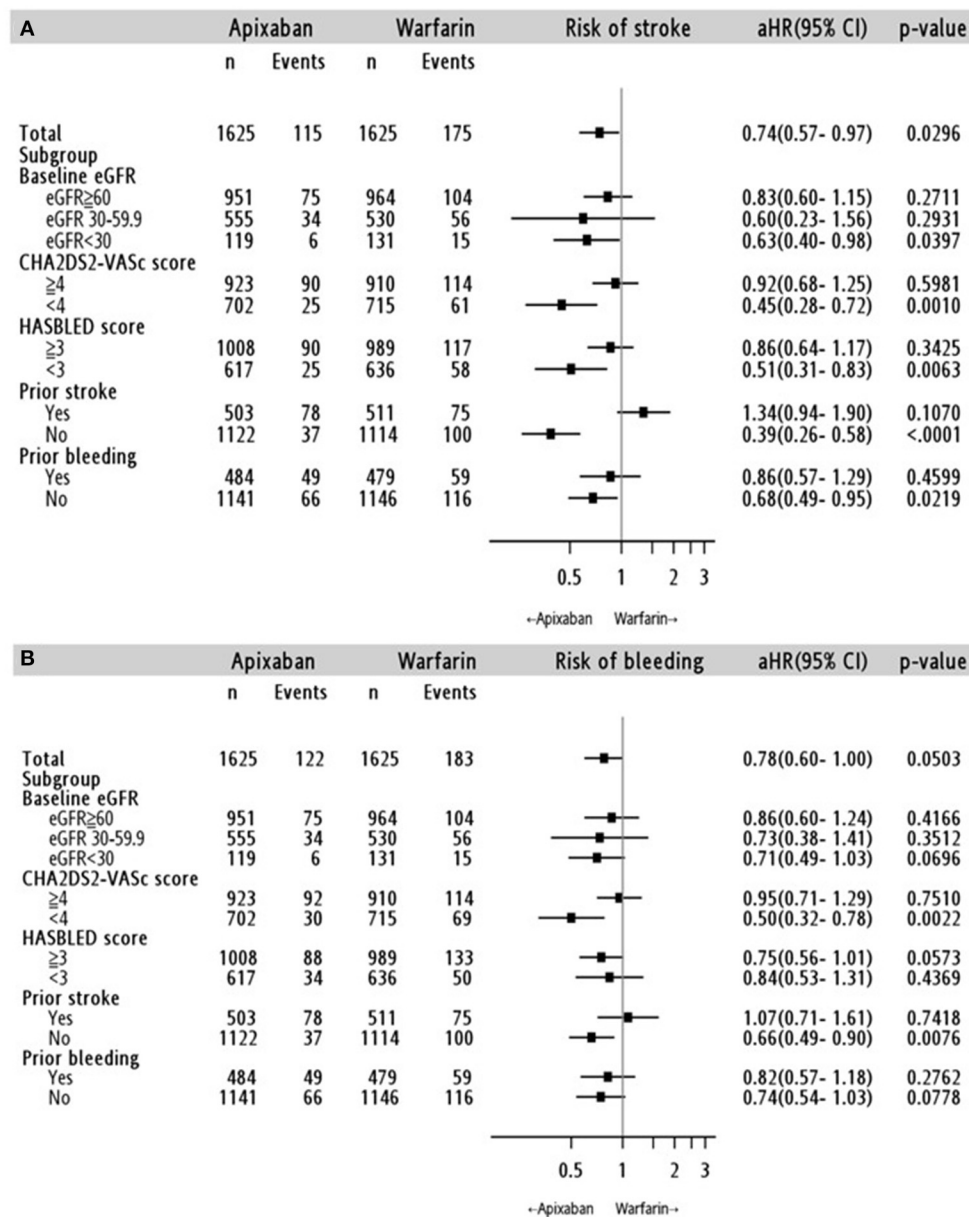 A Apixaban Warfarin Risk of stroke aHR(95% CI) p-value
n Events n Events
Total 1625 115 1625 175 0.74(0.57- 0.97) 0.0296
Subgroup
Baseline eGFR
eGFR≧60 951 75 964 104 0.83(0.60- 1.15) 0.2711
eGFR 30-59.9 555 34 530 56 0.60(0.23- 1.56) 0.2931
eGFR<30 119 6 131 15 0.63(0.40- 0.98) 0.0397
CHA2DS2-VASc score
≧4 923 90 910 114 0.92(0.68- 1.25) 0.5981
<4 702 25 715 61 0.45(0.28- 0.72) 0.0010
HASBLED score
≧3 1008 90 989 117 0.86(0.64- 1.17) 0.3425
<3 617 25 636 58 0.51(0.31- 0.83) 0.0063
Prior stroke
Yes 503 78 511 75 1.34(0.94- 1.90) 0.1070
No 1122 37 1114 100 0.39(0.26- 0.58) <.0001
Prior bleeding
Yes 484 49 479 59 0.86(0.57- 1.29) 0.4599
No 1141 66 1146 116 0.68(0.49- 0.95) 0.0219
0.5 1 2 3
←Apixaban Warfarin→
B Apixaban Warfarin Risk of bleeding aHR(95% CI) p-value
n Events n Events
Total 1625 122 1625 183 0.78(0.60- 1.00) 0.0503
Subgroup
Baseline eGFR
eGFR≧60 951 75 964 104 0.86(0.60- 1.24) 0.4166
eGFR 30-59.9 555 34 530 56 0.73(0.38- 1.41) 0.3512
eGFR<30 119 6 131 15 0.71(0.49- 1.03) 0.0696
CHA2DS2-VASc score
≧4 923 92 910 114 0.95(0.71- 1.29) 0.7510
<4 702 30 715 69 0.50(0.32- 0.78) 0.0022
HASBLED score
≧3 1008 88 989 133 0.75(0.56- 1.01) 0.0573
<3 617 34 636 50 0.84(0.53- 1.31) 0.4369
Prior stroke
Yes 503 78 511 75 1.07(0.71- 1.61) 0.7418
No 1122 37 1114 100 0.66(0.49- 0.90) 0.0076
Prior bleeding
Yes 484 49 479 59 0.82(0.57- 1.18) 0.2762
No 1141 66 1146 116 0.74(0.54- 1.03) 0.0778
0.5 1 2 3
←Apixaban Warfarin→